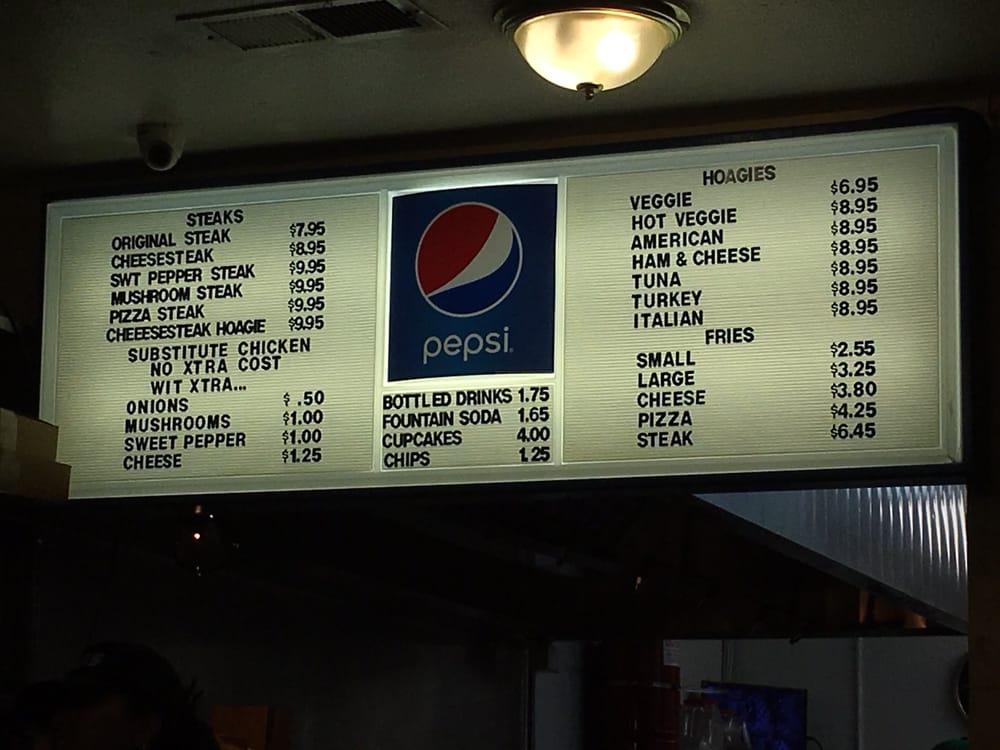 STEAKS
ORIGINAL STEAK $7.95
CHEESESTEAK $8.95
SWT PEPPER STEAK $9.95
MUSHROOM STEAK $9.95
PIZZA STEAK $9.95
CHEEESESTEAK HOAGIE $9.95
SUBSTITUTE CHICKEN
NO XTRA COST
WIT XTRA...
ONIONS $ .50
MUSHROOMS $1.00
SWEET PEPPER $1.00
CHEESE $1.25
pepsi
BOTTLED DRINKS 1.75
FOUNTAIN SODA 1.65
CUPCAKES 4.00
CHIPS 1.25
HOAGIES
VEGGIE $6.95
HOT VEGGIE $8.95
AMERICAN $8.95
HAM & CHEESE $8.95
TUNA $8.95
TURKEY $8.95
ITALIAN $8.95
FRIES
SMALL $2.55
LARGE $3.25
CHEESE $3.80
PIZZA $4.25
STEAK $6.45